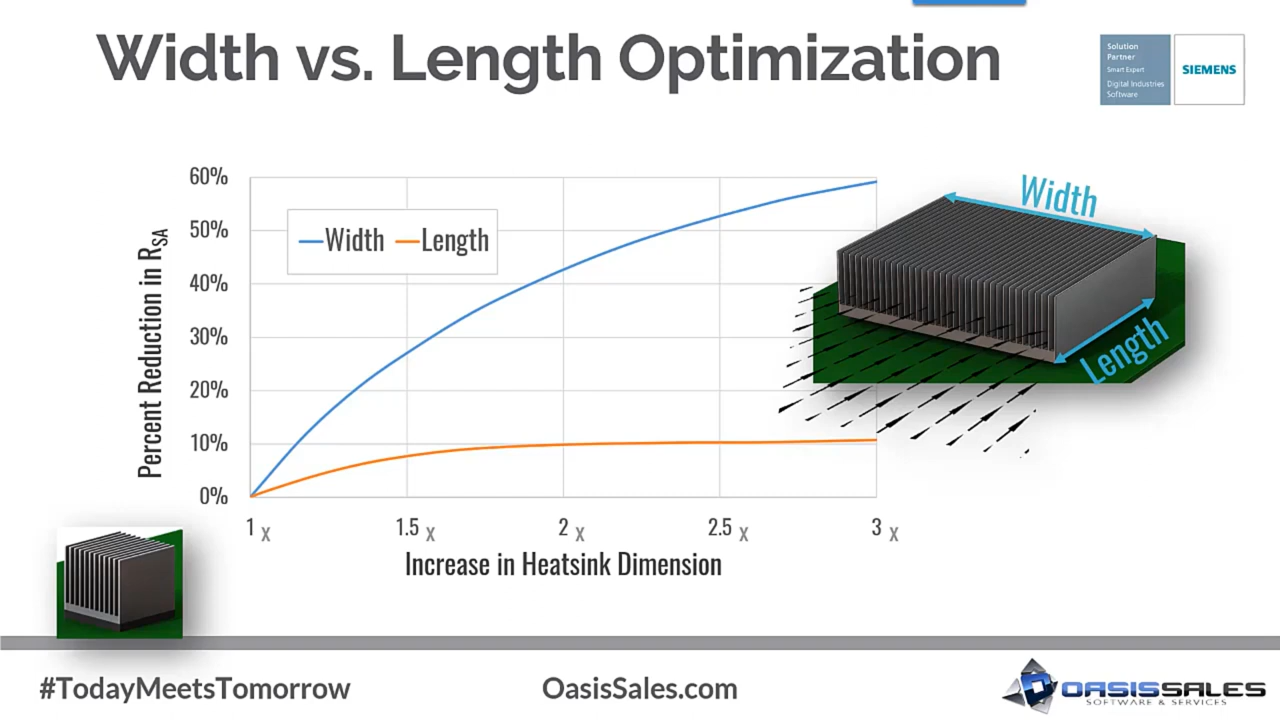 Width vs. Length Optimization
Solution
Partner
Smart Expert
Digital Industries
Software
SIEMENS
60%
50%
40%
30%
20%
10%
0%
Percent Reduction in RSA
Width
Length
Width
Length
1 x
1.5 x
2 x
2.5 x
3 x
Increase in Heatsink Dimension
#TodayMeetsTomorrow
OasisSales.com
OASISSALES
SOFTWARE & SERVICES